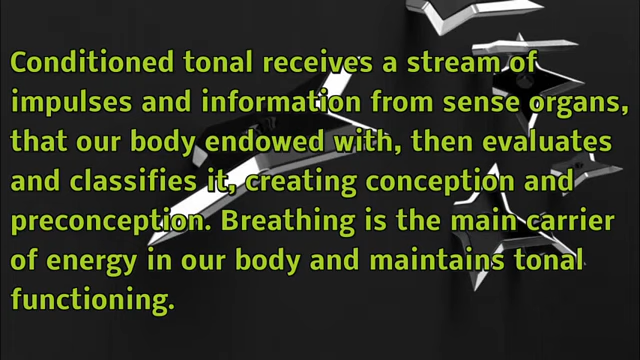 Conditioned tonal receives a stream of
impulses and information from sense organs,
that our body endowed with, then evaluates
and classifies it, creating conception and
preconception. Breathing is the main carrier
of energy in our body and maintains tonal
functioning.